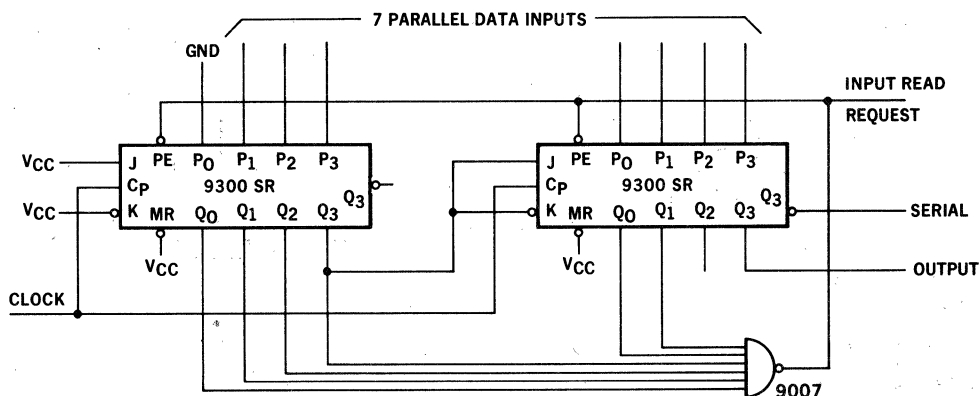 7 PARALLEL DATA INPUTS
GND
INPUT READ
REQUEST
VCC
J PE P0 P1 P2 P3
CP 9300 SR Q3
VCC
K MR Q0 Q1 Q2 Q3
VCC
J PE P0 P1 P2 P3
CP 9300 SR Q3
K MR Q0 Q1 Q2 Q3
VCC
SERIAL
OUTPUT
CLOCK
9007